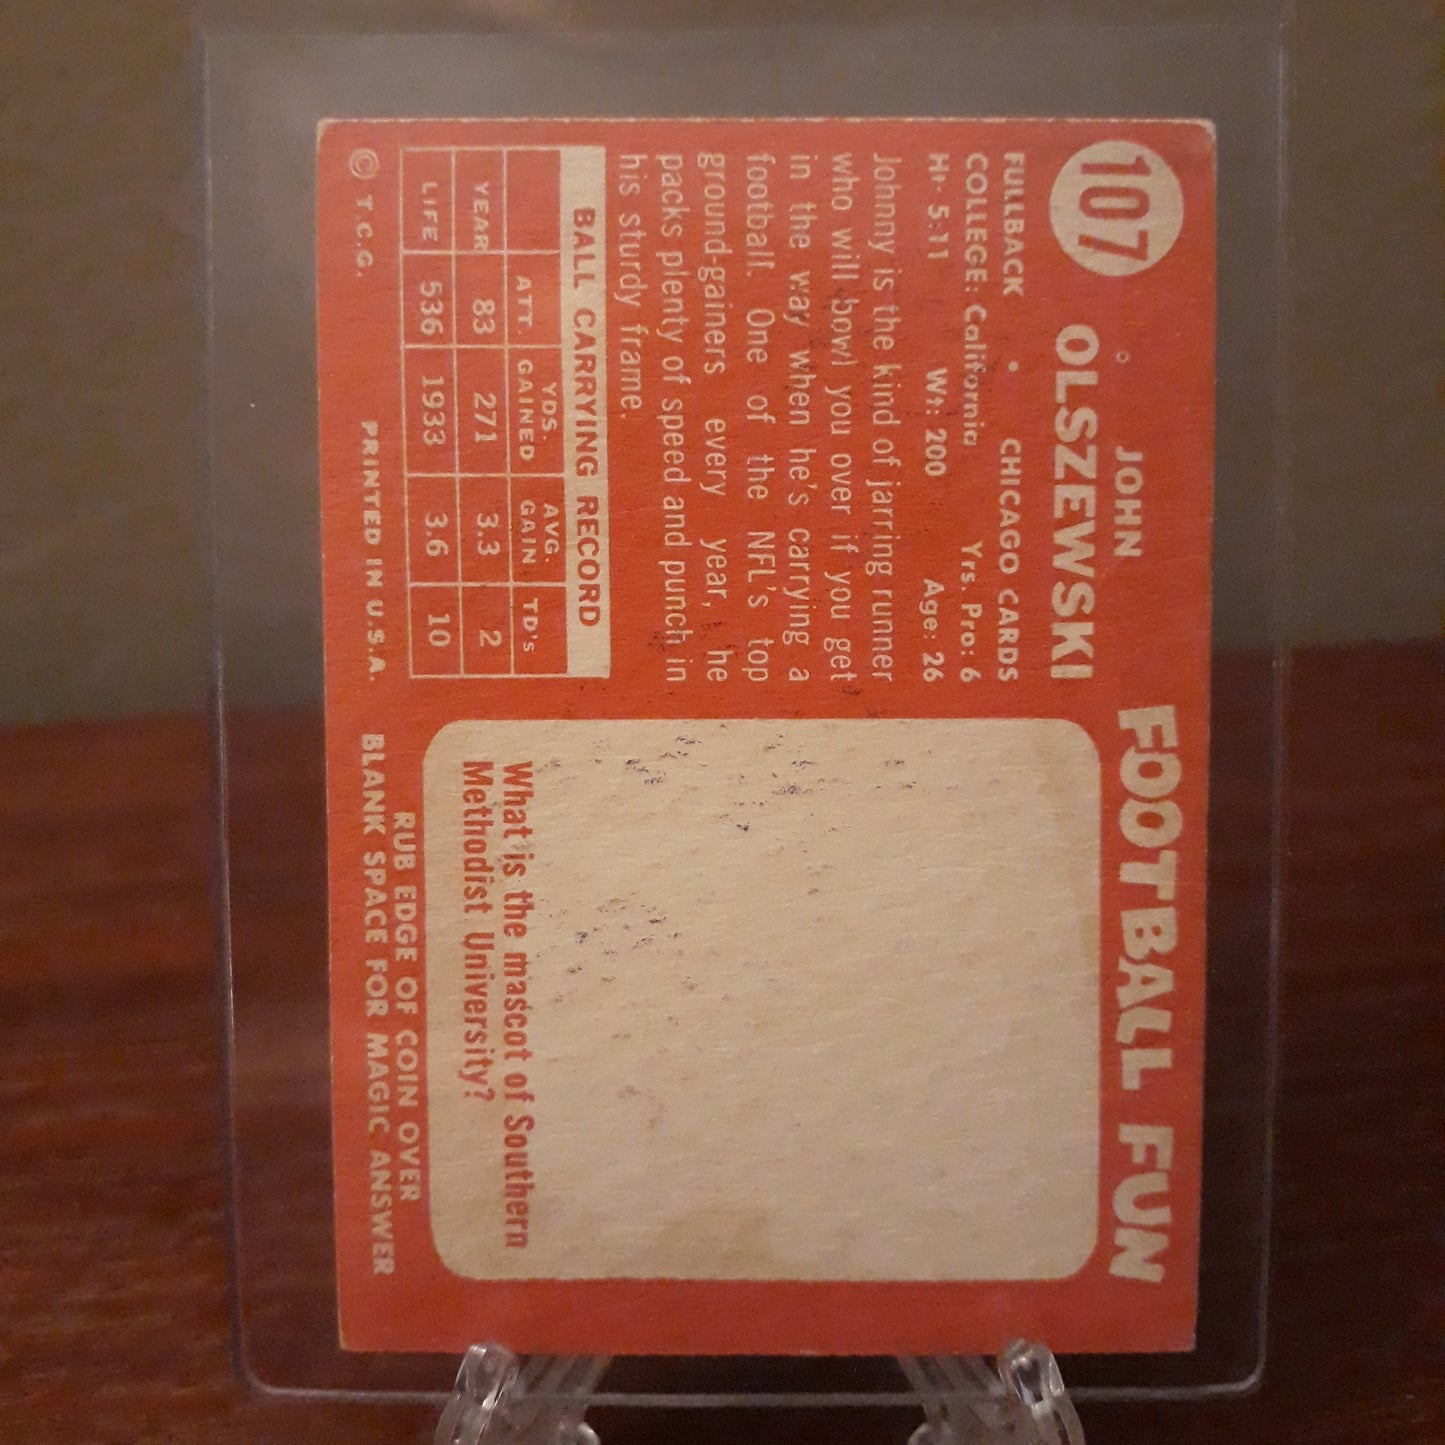 107
JOHN
OLSZEWSKI
FULLBACK • CHICAGO CARDS
COLLEGE: California Yrs. Pro: 6
Ht. 5:11 Wt: 200 Age: 26
Johnny is the kind of jarring runner
who will bowl you over if you get
in the way when he's carrying a
football. One of the NFL's top
ground-gainers every year, he
packs plenty of speed and punch in
his sturdy frame.
BALL CARRYING RECORD
ATT. YDS. GAINED AVG. GAIN TD's
YEAR 83 271 3.3 2
LIFE 536 1933 3.6 10
© T.C.G. PRINTED IN U.S.A.
FOOTBALL FUN
What is the mascot of Southern
Methodist University?
RUB EDGE OF COIN OVER
BLANK SPACE FOR MAGIC ANSWER